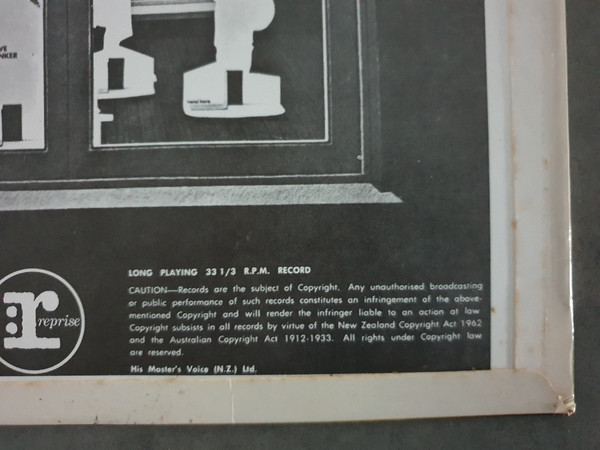 LONG PLAYING 33 1/3 R.P.M. RECORD
CAUTION—Records are the subject of Copyright. Any unauthorised broadcasting
or public performance of such records constitutes an infringement of the above-
mentioned Copyright and will render the infringer liable to an action at law
Copyright subsists in all records by virtue of the New Zealand Copyright Act 1962
and the Australian Copyright Act 1912-1933. All rights under Copyright law
are reserved.
His Master's Voice (N.Z.) Ltd.
r: reprise